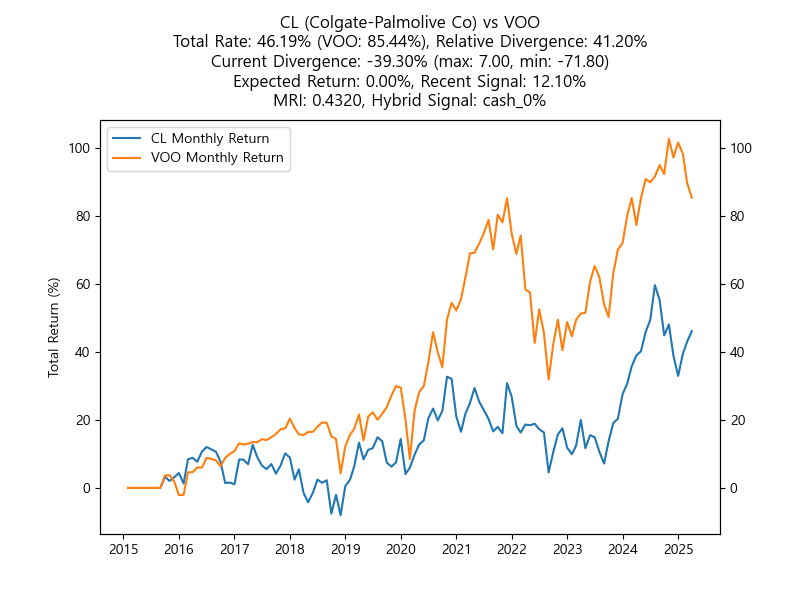 CL (Colgate-Palmolive Co) vs VOO
Total Rate: 46.19% (VOO: 85.44%), Relative Divergence: 41.20%
Current Divergence: -39.30% (max: 7.00, min: -71.80)
Expected Return: 0.00%, Recent Signal: 12.10%
MRI: 0.4320, Hybrid Signal: cash_0%
CL Monthly Return
VOO Monthly Return
Total Return (%)
100 100
80 80
60 60
40 40
20 20
0 0
2015 2016 2017 2018 2019 2020 2021 2022 2023 2024 2025